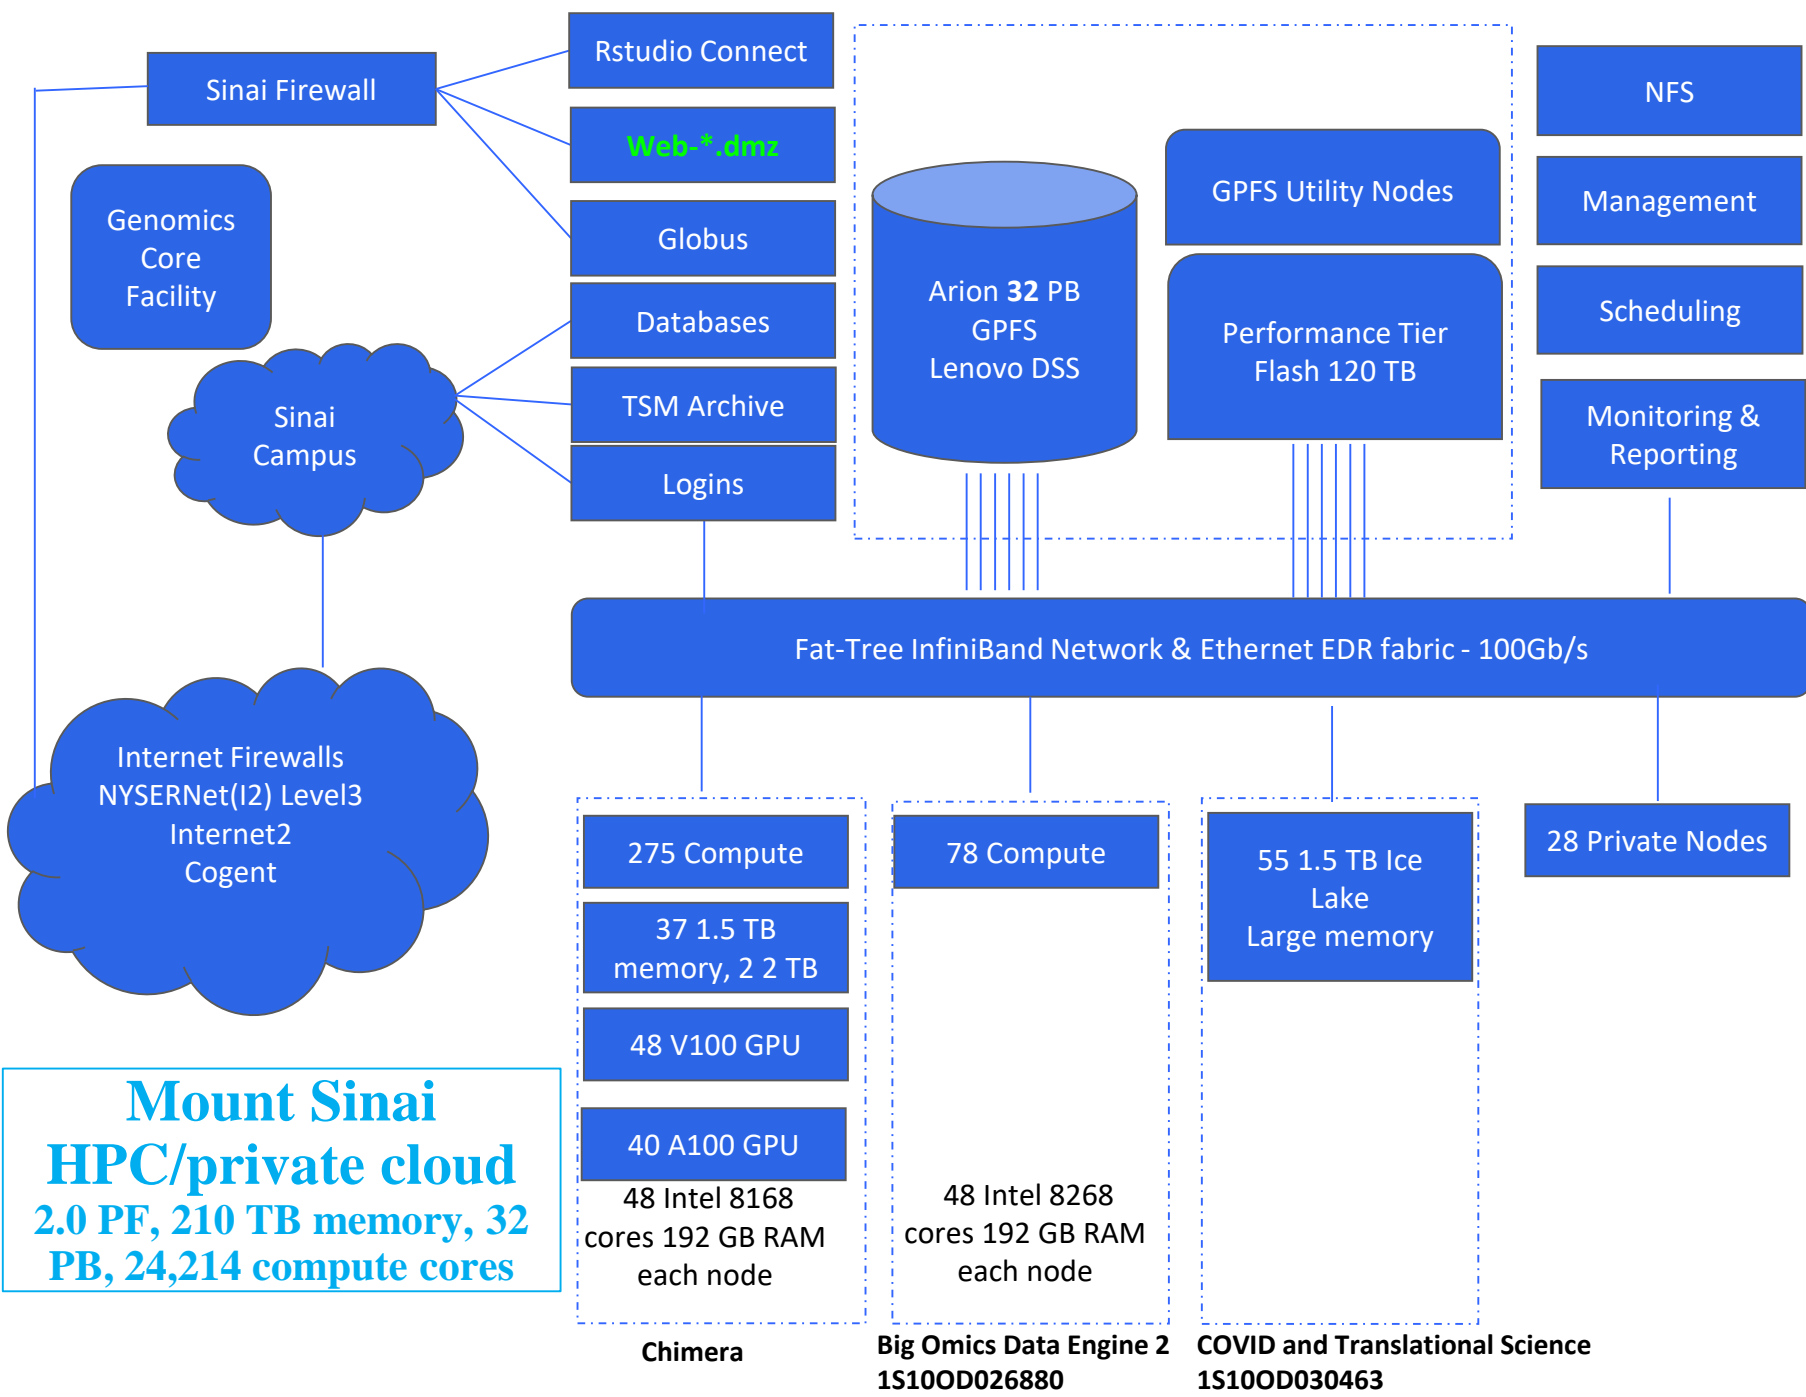 Rstudio Connect
Sinai Firewall
Web-*.dmz
Globus
Genomics
Core
Facility
Databases
TSM Archive
Logins
Sinai
Campus
Arion 32 PB
GPFS
Lenovo DSS
GPFS Utility Nodes
Performance Tier
Flash 120 TB
NFS
Management
Scheduling
Monitoring &
Reporting
Fat-Tree InfiniBand Network & Ethernet EDR fabric - 100Gb/s
Internet Firewalls
NYSERNet(I2) Level3
Internet2
Cogent
275 Compute
37 1.5 TB
memory, 2 2 TB
48 V100 GPU
40 A100 GPU
48 Intel 8168
cores 192 GB RAM
each node
Chimera
78 Compute
48 Intel 8268
cores 192 GB RAM
each node
Big Omics Data Engine 2
1S10OD026880
55 1.5 TB Ice
Lake
Large memory
COVID and Translational Science
1S10OD030463
28 Private Nodes
Mount Sinai
HPC/private cloud
2.0 PF, 210 TB memory, 32
PB, 24,214 compute cores